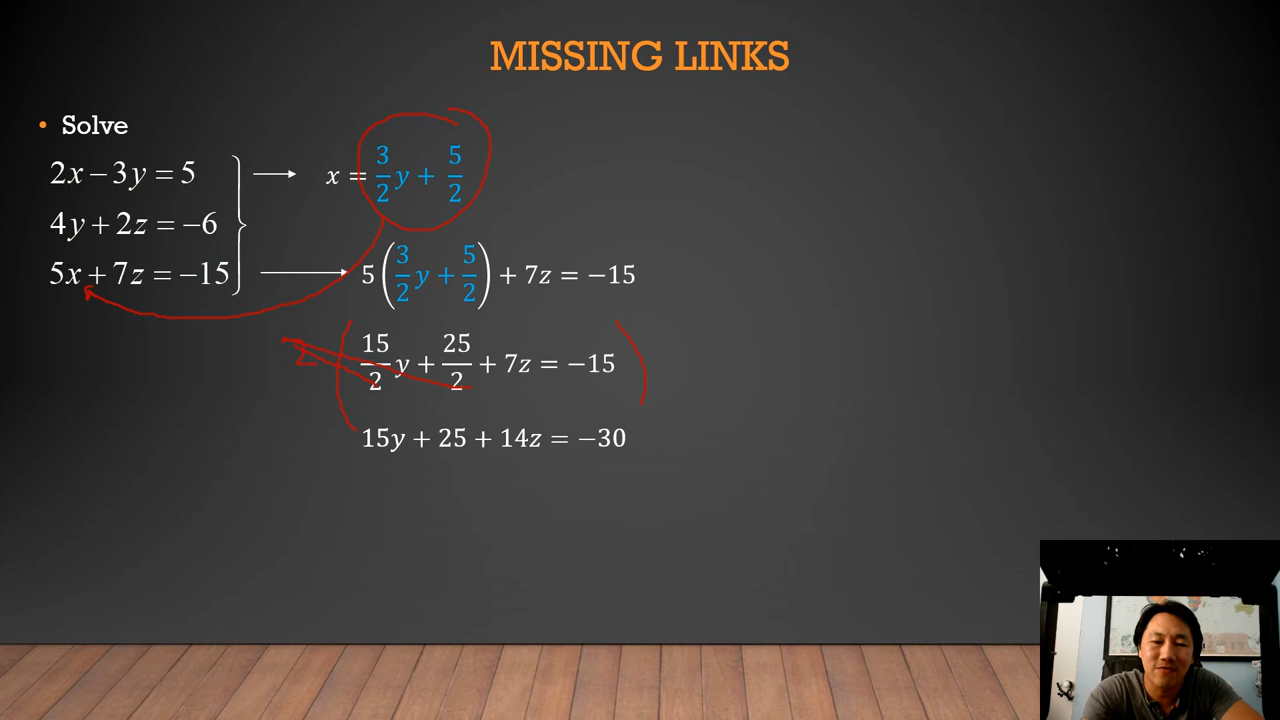 MISSING LINKS
• Solve
2x − 3y = 5
4y + 2z = −6
5x + 7z = −15
x = 3/2 y + 5/2
5(3/2 y + 5/2) + 7z = −15
2 (15/2 y + 25/2 + 7z = −15)
15y + 25 + 14z = −30